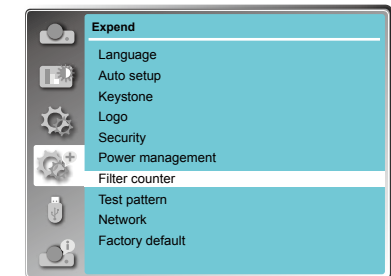 Expend
Language
Auto setup
Keystone
Logo
Security
Power management
Filter counter
Test pattern
Network
Factory default